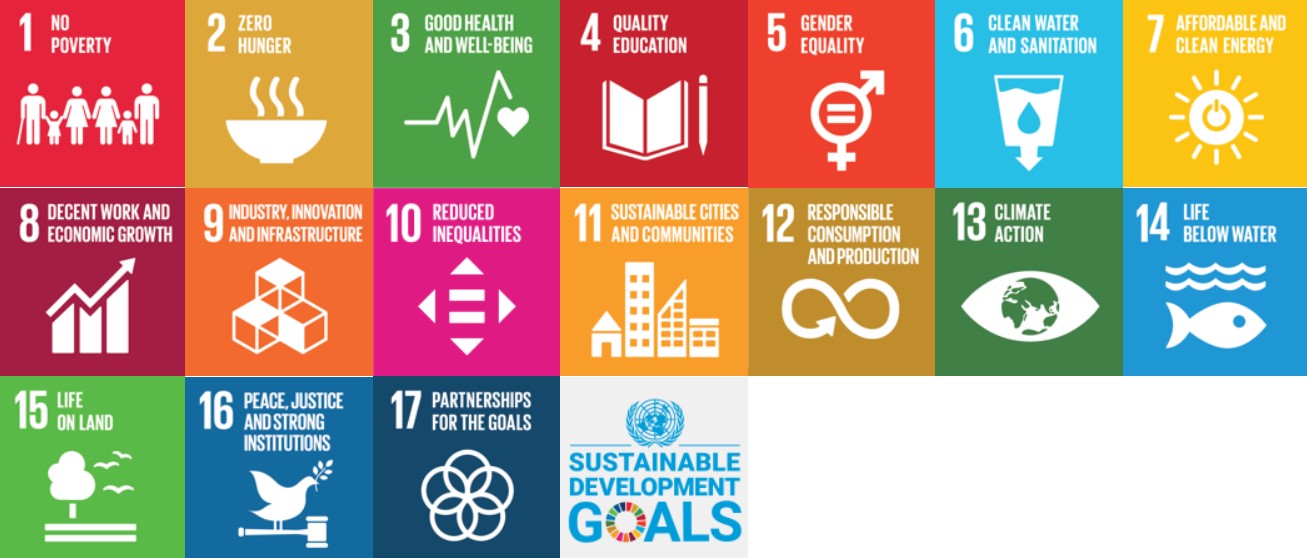 1 NO
POVERTY
2 ZERO
HUNGER
3 GOOD HEALTH
AND WELL-BEING
4 QUALITY
EDUCATION
5 GENDER
EQUALITY
6 CLEAN WATER
AND SANITATION
7 AFFORDABLE AND
CLEAN ENERGY
8 DECENT WORK AND
ECONOMIC GROWTH
9 INDUSTRY, INNOVATION
AND INFRASTRUCTURE
10 REDUCED
INEQUALITIES
11 SUSTAINABLE CITIES
AND COMMUNITIES
12 RESPONSIBLE
CONSUMPTION
AND PRODUCTION
13 CLIMATE
ACTION
14 LIFE
BELOW WATER
15 LIFE
ON LAND
16 PEACE, JUSTICE
AND STRONG
INSTITUTIONS
17 PARTNERSHIPS
FOR THE GOALS
SUSTAINABLE
DEVELOPMENT
GOALS